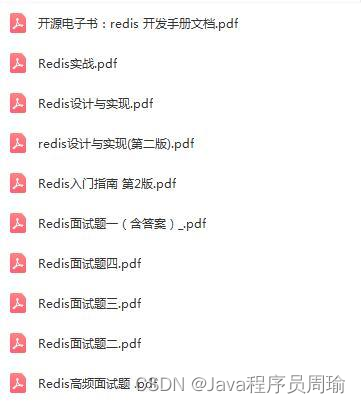 开源电子书：redis 开发手册文档.pdf
Redis实战.pdf
Redis设计与实现.pdf
redis设计与实现(第二版).pdf
Redis入门指南 第2版.pdf
Redis面试题一（含答案）_.pdf
Redis面试题四.pdf
Redis面试题三.pdf
Redis面试题二.pdf
Redis高频面试题 .pdf
CSDN @Java程序员周瑜